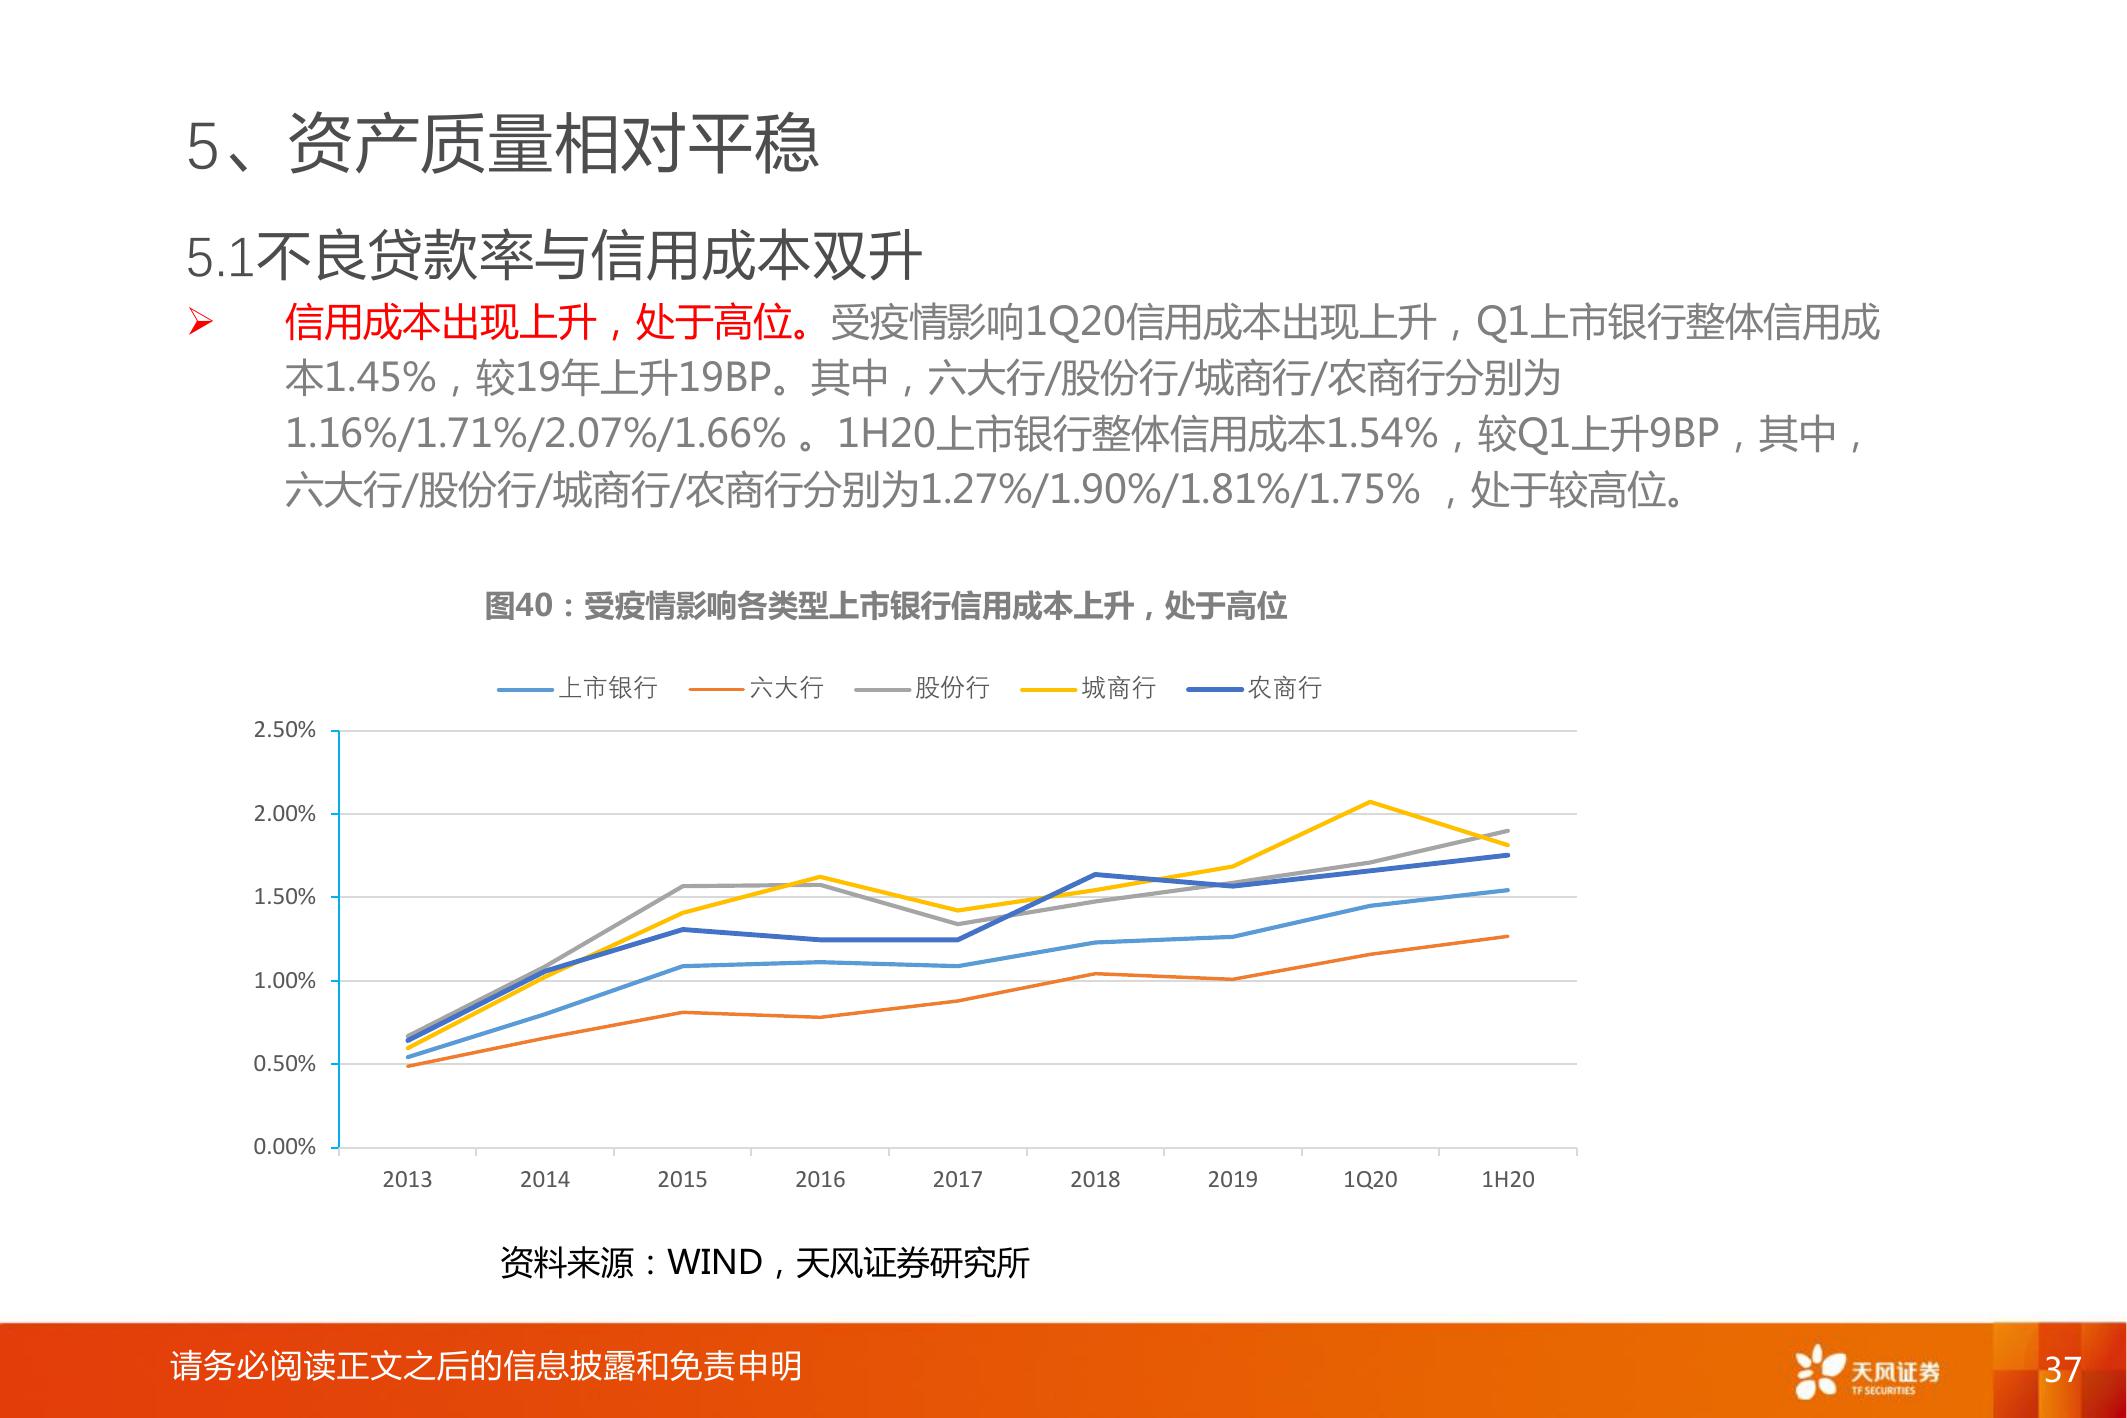 5、资产质量相对平稳
5.1不良贷款率与信用成本双升
➢ 信用成本出现上升，处于高位。受疫情影响1Q20信用成本出现上升，Q1上市银行整体信用成
本1.45%，较19年上升19BP。其中，六大行/股份行/城商行/农商行分别为
1.16%/1.71%/2.07%/1.66% 。1H20上市银行整体信用成本1.54%，较Q1上升9BP，其中，
六大行/股份行/城商行/农商行分别为1.27%/1.90%/1.81%/1.75% ，处于较高位。
图40：受疫情影响各类型上市银行信用成本上升，处于高位
上市银行 六大行 股份行 城商行 农商行
2.50%
2.00%
1.50%
1.00%
0.50%
0.00%
2013 2014 2015 2016 2017 2018 2019 1Q20 1H20
资料来源：WIND，天风证券研究所
请务必阅读正文之后的信息披露和免责申明
天风证券
TF SECURITIES
37